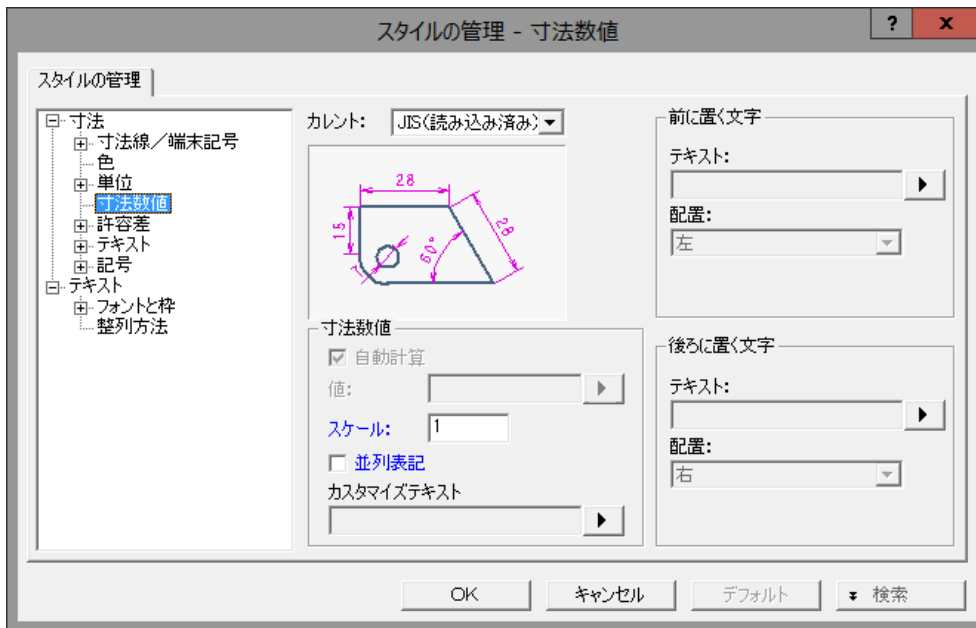 スタイルの管理 - 寸法数値
?
x
スタイルの管理
寸法
寸法線／端末記号
色
単位
寸法数値
許容差
テキスト
記号
テキスト
フォントと枠
整列方法
カレント: JIS(読み込み済み)
28
15
28
60°
7
寸法数値
自動計算
値:
スケール: 1
並列表記
カスタマイズテキスト
前に置く文字
テキスト:
配置:
左
後ろに置く文字
テキスト:
配置:
右
OK キャンセル デフォルト 検索